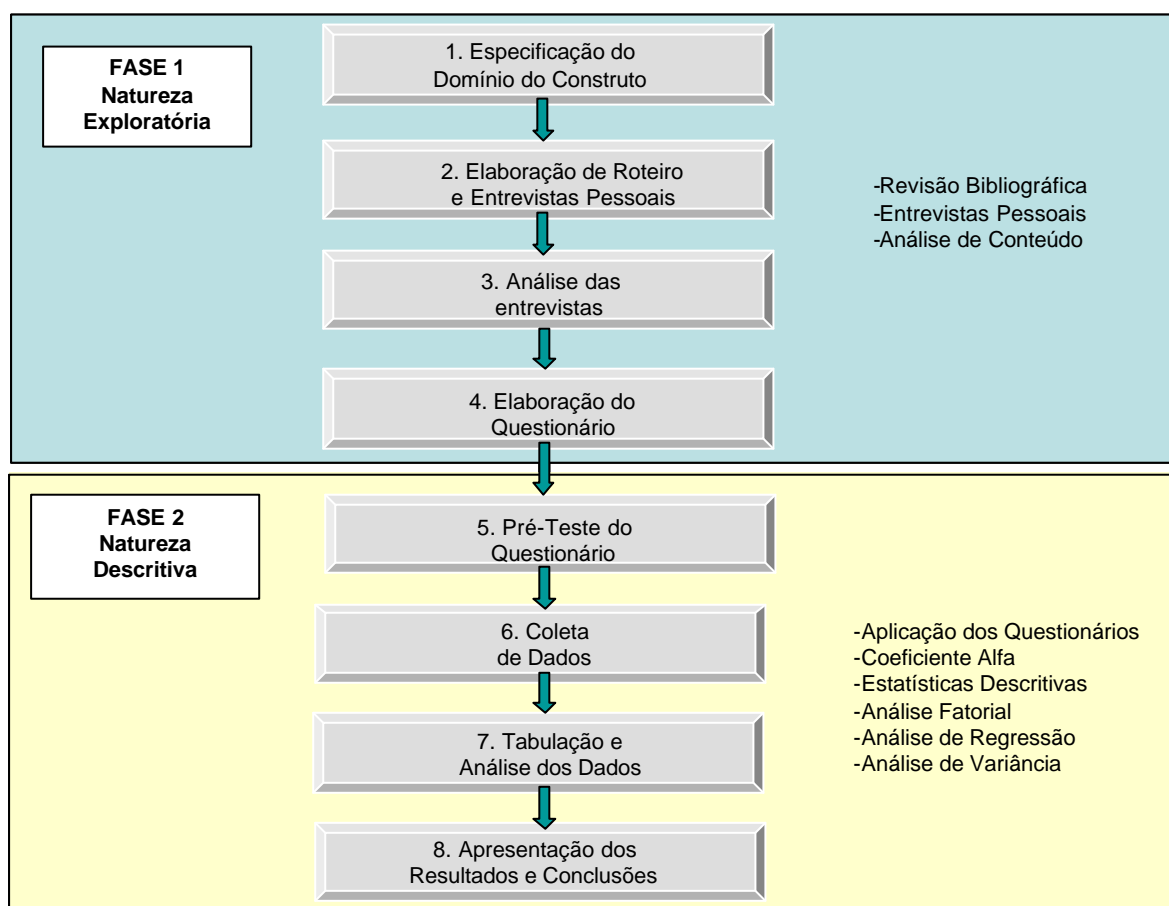 FASE 1
Natureza
Exploratória
1. Especificação do
Domínio do Construto
2. Elaboração de Roteiro
e Entrevistas Pessoais
3. Análise das
entrevistas
4. Elaboração do
Questionário
-Revisão Bibliográfica
-Entrevistas Pessoais
-Análise de Conteúdo
FASE 2
Natureza
Descritiva
5. Pré-Teste do
Questionário
6. Coleta
de Dados
7. Tabulação e
Análise dos Dados
8. Apresentação dos
Resultados e Conclusões
-Aplicação dos Questionários
-Coeficiente Alfa
-Estatísticas Descritivas
-Análise Fatorial
-Análise de Regressão
-Análise de Variância